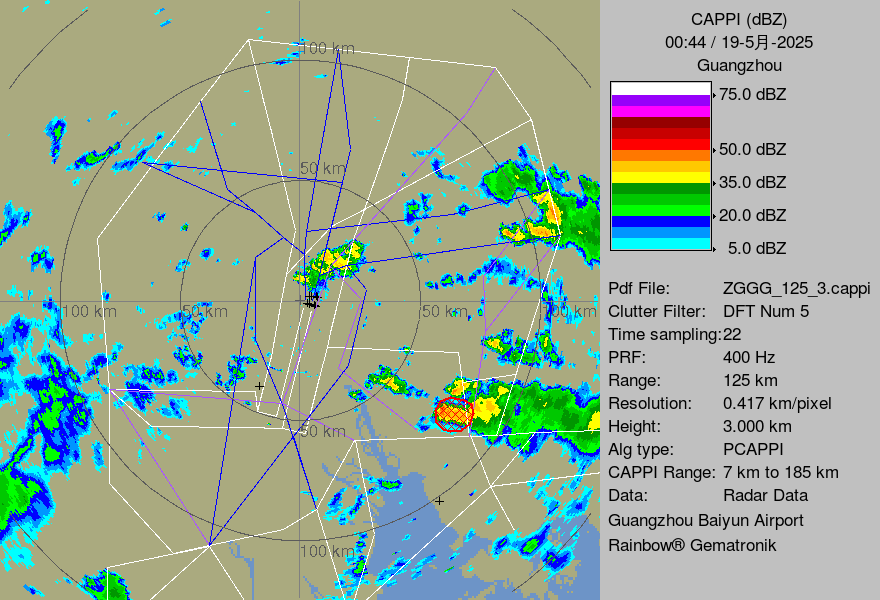 CAPPI (dBZ)
00:44 / 19-5月-2025
Guangzhou
75.0 dBZ
50.0 dBZ
35.0 dBZ
20.0 dBZ
5.0 dBZ
Pdf File: ZGGG_125_3.cappi
Clutter Filter: DFT Num 5
Time sampling:22
PRF: 400 Hz
Range: 125 km
Resolution: 0.417 km/pixel
Height: 3.000 km
Alg type: PCAPPI
CAPPI Range: 7 km to 185 km
Data: Radar Data
Guangzhou Baiyun Airport
Rainbow® Gematronik
100 km
50 km
100 km
50 km
50 km
100 km
50 km
100 km